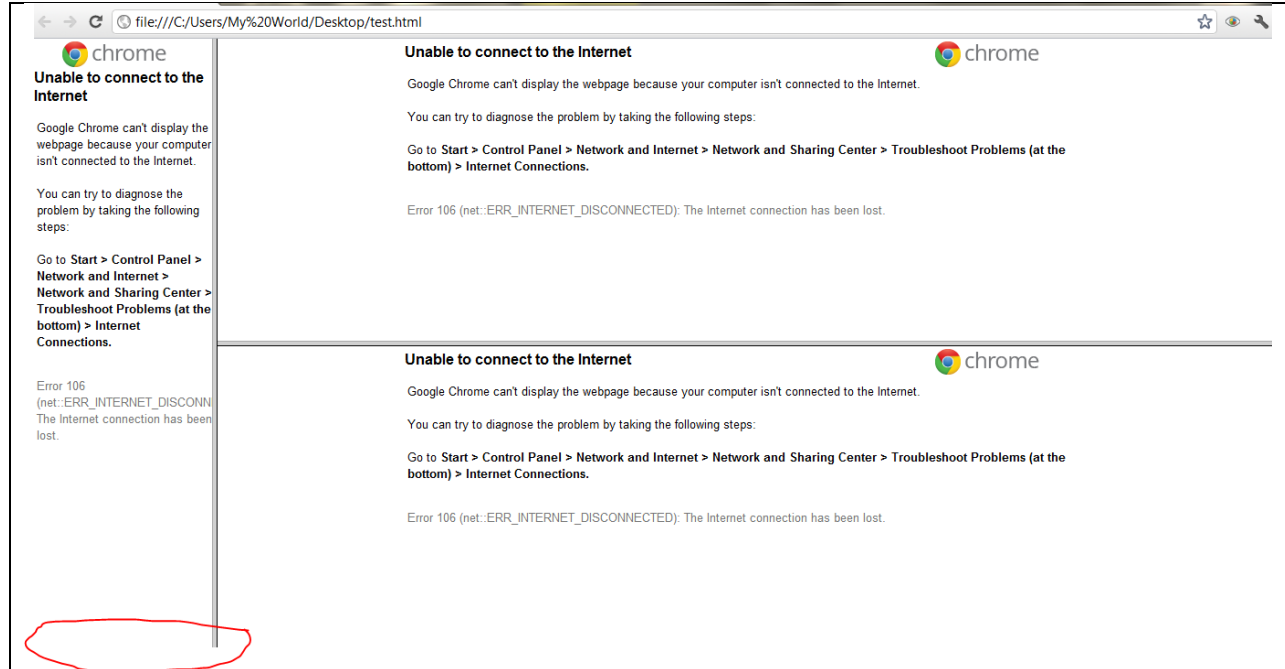 file:///C:/Users/My%20World/Desktop/test.html
chrome
Unable to connect to the
Internet
Google Chrome can't display the
webpage because your computer
isn't connected to the Internet.
You can try to diagnose the
problem by taking the following
steps:
Go to Start > Control Panel >
Network and Internet >
Network and Sharing Center >
Troubleshoot Problems (at the
bottom) > Internet
Connections.
Error 106
(net::ERR_INTERNET_DISCONN
The Internet connection has been
lost.
Unable to connect to the Internet
chrome
Google Chrome can't display the webpage because your computer isn't connected to the Internet.
You can try to diagnose the problem by taking the following steps:
Go to Start > Control Panel > Network and Internet > Network and Sharing Center > Troubleshoot Problems (at the
bottom) > Internet Connections.
Error 106 (net::ERR_INTERNET_DISCONNECTED): The Internet connection has been lost.
Unable to connect to the Internet
chrome
Google Chrome can't display the webpage because your computer isn't connected to the Internet.
You can try to diagnose the problem by taking the following steps:
Go to Start > Control Panel > Network and Internet > Network and Sharing Center > Troubleshoot Problems (at the
bottom) > Internet Connections.
Error 106 (net::ERR_INTERNET_DISCONNECTED): The Internet connection has been lost.